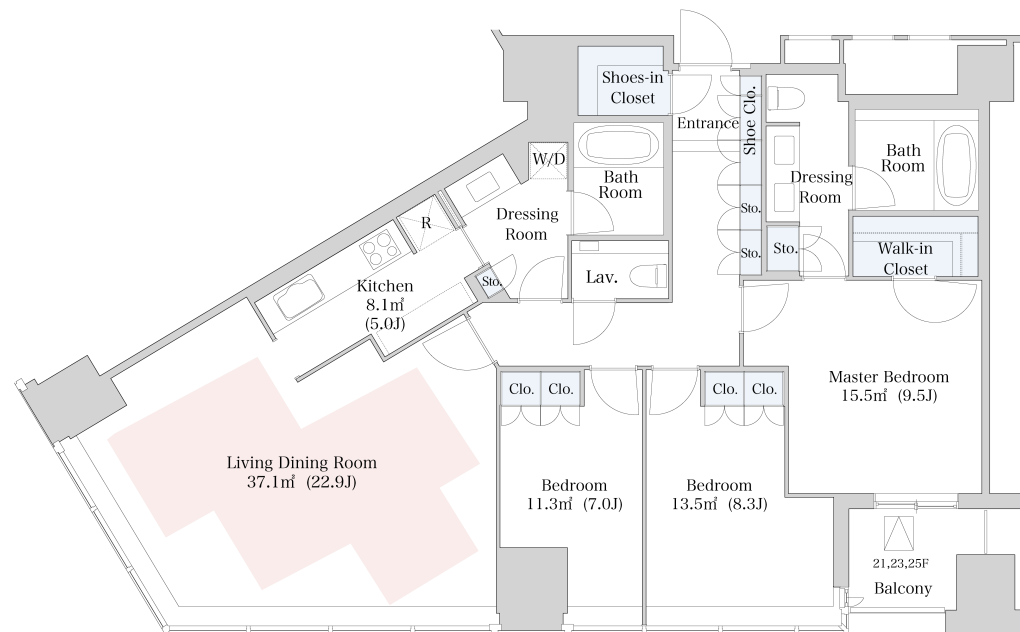 Shoes-in
Closet
Entrance
Shoe Clo.
W/D
Bath
Room
Bath
Room
Dressing
Room
Sto.
Dressing
Room
R
Sto.
Sto.
Walk-in
Closet
Lav.
Sto.
Kitchen
8.1㎡
(5.0J)
Clo.
Clo.
Clo.
Clo.
Master Bedroom
15.5㎡ (9.5J)
Living Dining Room
37.1㎡ (22.9J)
Bedroom
11.3㎡ (7.0J)
Bedroom
13.5㎡ (8.3J)
21,23,25F
Balcony